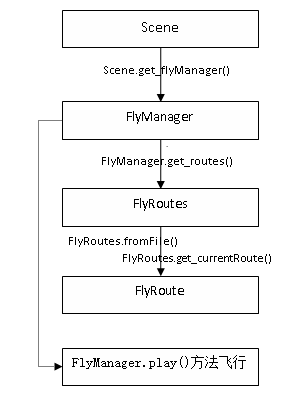 Scene
Scene.get_flyManager()
FlyManager
FlyManager.get_routes()
FlyRoutes
FlyRoutes.fromFile()
FlyRoutes.get_currentRoute()
FlyRoute
FlyManager.play()方法飞行